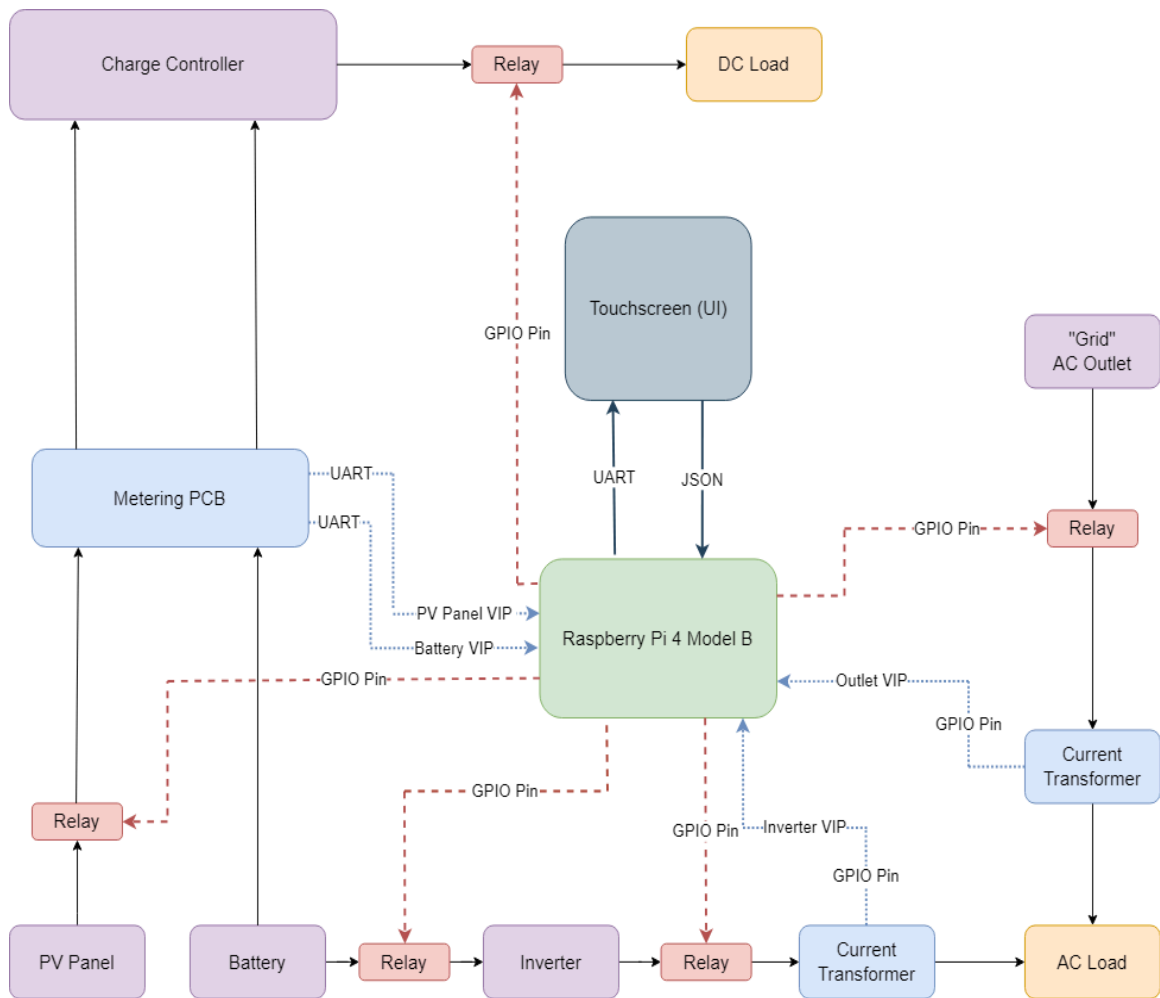 Charge Controller
Relay
DC Load
Touchscreen (UI)
GPIO Pin
"Grid"
AC Outlet
UART
UART
JSON
Metering PCB
UART
GPIO Pin
Relay
PV Panel VIP
Battery VIP
Raspberry Pi 4 Model B
GPIO Pin
Outlet VIP
GPIO Pin
Current
Transformer
GPIO Pin
Relay
GPIO Pin
Inverter VIP
GPIO Pin
PV Panel
Battery
Relay
Inverter
Relay
Current
Transformer
AC Load